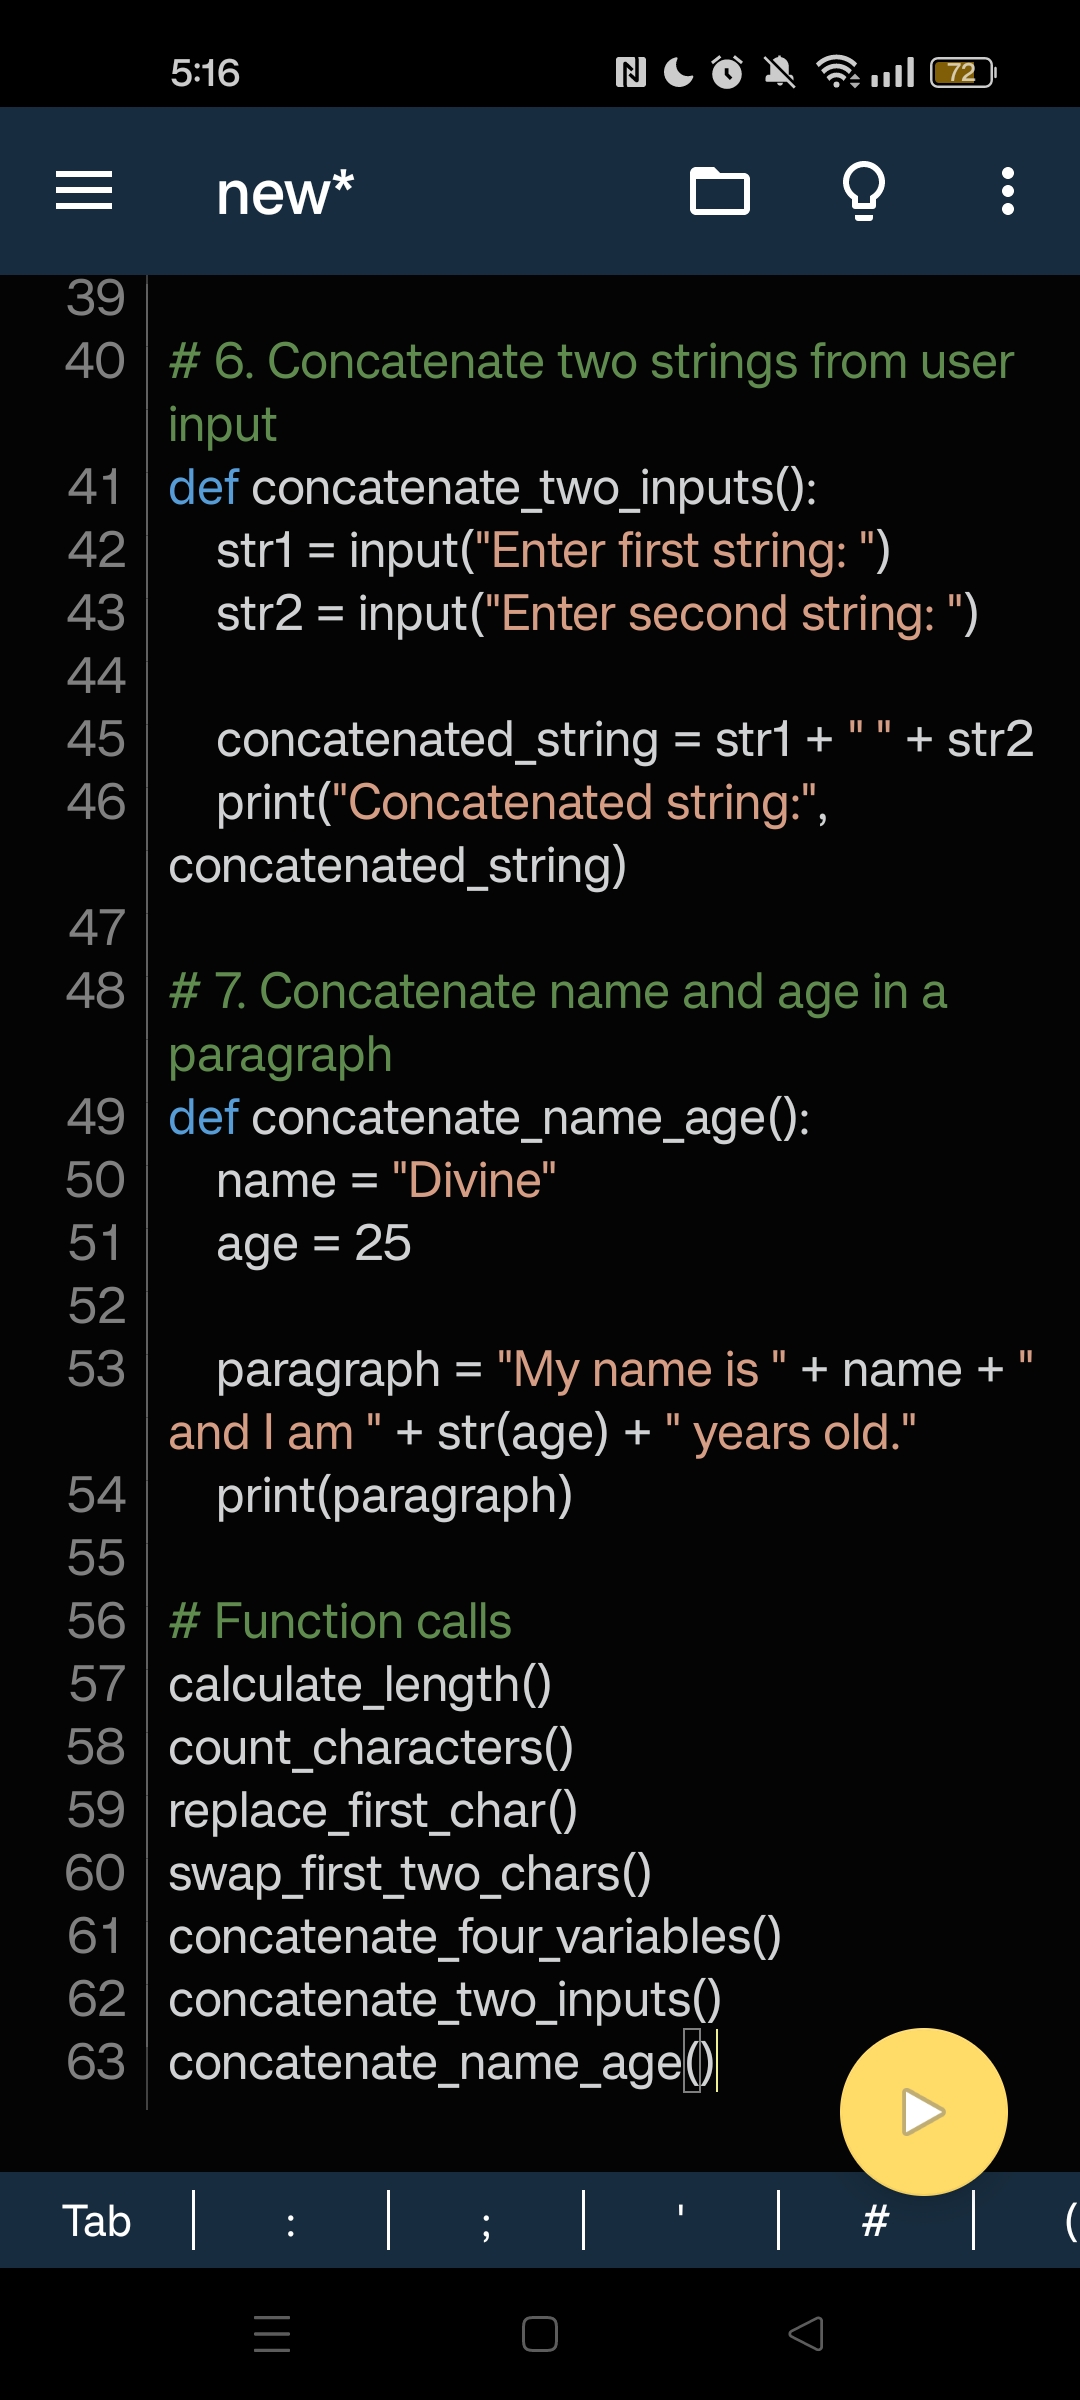 5:16
72
new*
39
40 # 6. Concatenate two strings from user
input
41 def concatenate_two_inputs():
42     str1 = input("Enter first string: ")
43     str2 = input("Enter second string: ")
44
45     concatenated_string = str1 + " " + str2
46     print("Concatenated string:",
concatenated_string)
47
48 # 7. Concatenate name and age in a
paragraph
49 def concatenate_name_age():
50     name = "Divine"
51     age = 25
52
53     paragraph = "My name is " + name + "
and I am " + str(age) + " years old."
54     print(paragraph)
55
56 # Function calls
57 calculate_length()
58 count_characters()
59 replace_first_char()
60 swap_first_two_chars()
61 concatenate_four_variables()
62 concatenate_two_inputs()
63 concatenate_name_age()
Tab : ; ' # (